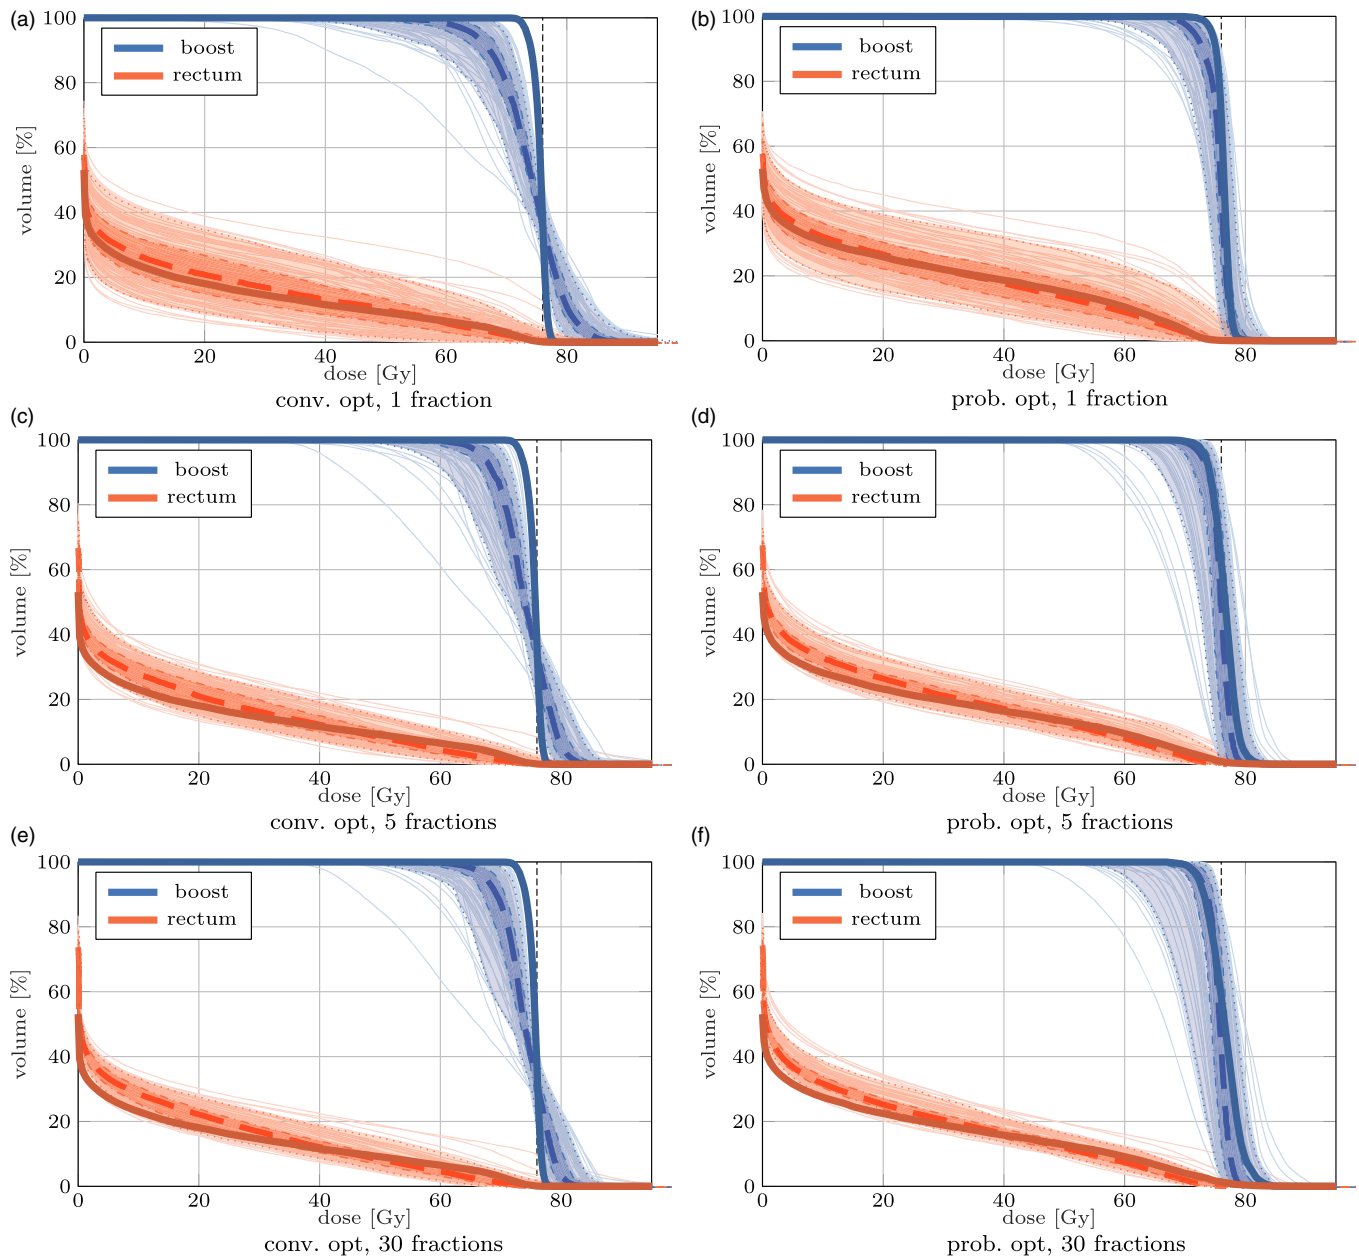 (a)
100
80
60
40
20
0
volume [%]
boost
rectum
0 20 40 60 80
dose [Gy]
conv. opt, 1 fraction
(b)
100
80
60
40
20
0
volume [%]
boost
rectum
0 20 40 60 80
dose [Gy]
prob. opt, 1 fraction
(c)
100
80
60
40
20
0
volume [%]
boost
rectum
0 20 40 60 80
dose [Gy]
conv. opt, 5 fractions
(d)
100
80
60
40
20
0
volume [%]
boost
rectum
0 20 40 60 80
dose [Gy]
prob. opt, 5 fractions
(e)
100
80
60
40
20
0
volume [%]
boost
rectum
0 20 40 60 80
dose [Gy]
conv. opt, 30 fractions
(f)
100
80
60
40
20
0
volume [%]
boost
rectum
0 20 40 60 80
dose [Gy]
prob. opt, 30 fractions